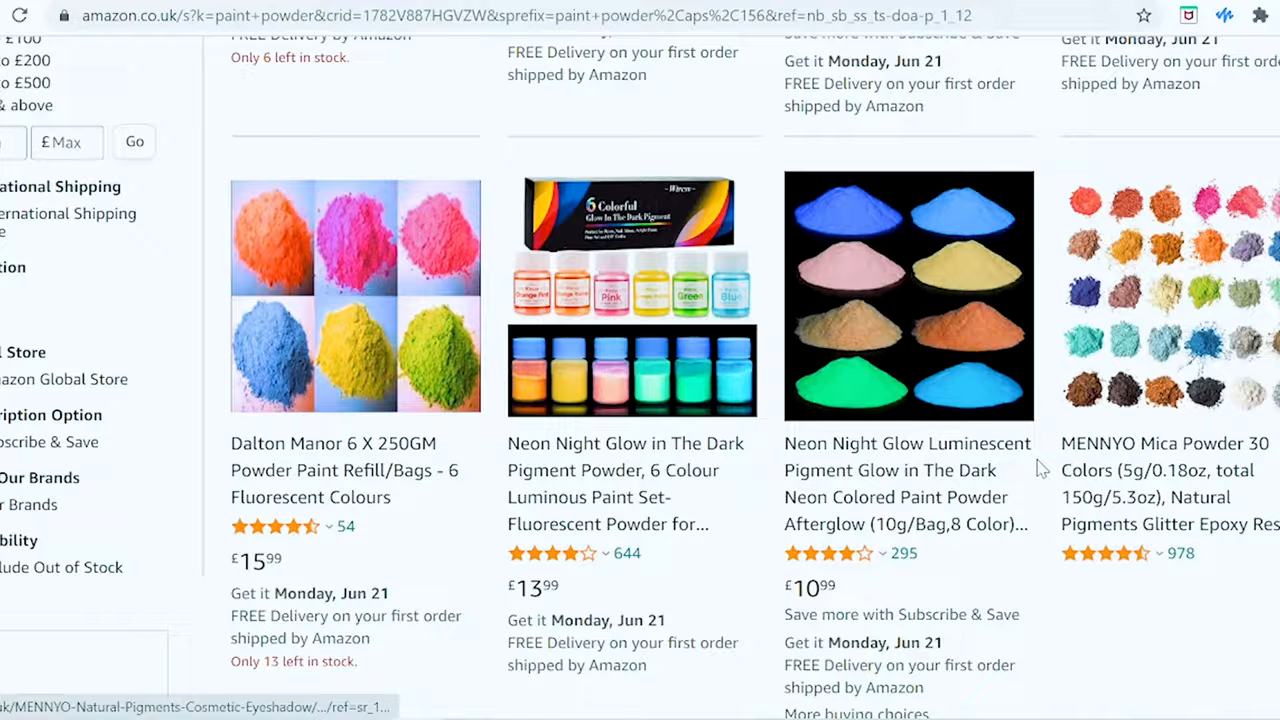 amazon.co.uk/s?k=paint+powder&crid=1782V887HGVZW&sprefix=paint+powder%2Caps%2C156&ref=nb_sb_ss_ts-doa-p_1_12
£100
to £200
to £500
& above
£ Max
Go
ational Shipping
ernational Shipping
e
tion
l Store
azon Global Store
ription Option
bscribe & Save
Our Brands
r Brands
bility
lude Out of Stock
FREE Delivery by Amazon
Only 6 left in stock.
FREE Delivery on your first order
shipped by Amazon
Save more with Subscribe & Save
Get it Monday, Jun 21
FREE Delivery on your first order
shipped by Amazon
Get it Monday, Jun 21
FREE Delivery on your first orde
shipped by Amazon
Dalton Manor 6 X 250GM
Powder Paint Refill/Bags - 6
Fluorescent Colours
54
£15 99
Get it Monday, Jun 21
FREE Delivery on your first order
shipped by Amazon
Only 13 left in stock.
6 Colorful
Glow In The Dark Pigment
Pink
Green
Blue
Neon Night Glow in The Dark
Pigment Powder, 6 Colour
Luminous Paint Set-
Fluorescent Powder for...
644
£13 99
Get it Monday, Jun 21
FREE Delivery on your first order
shipped by Amazon
Neon Night Glow Luminescent
Pigment Glow in The Dark
Neon Colored Paint Powder
Afterglow (10g/Bag,8 Color)...
295
£10 99
Save more with Subscribe & Save
Get it Monday, Jun 21
FREE Delivery on your first order
shipped by Amazon
More buying choices
MENNYO Mica Powder 30
Colors (5g/0.18oz, total
150g/5.3oz), Natural
Pigments Glitter Epoxy Res
978
uk/MENNYO-Natural-Pigments-Cosmetic-Eyeshadow/.../ref=sr_1...